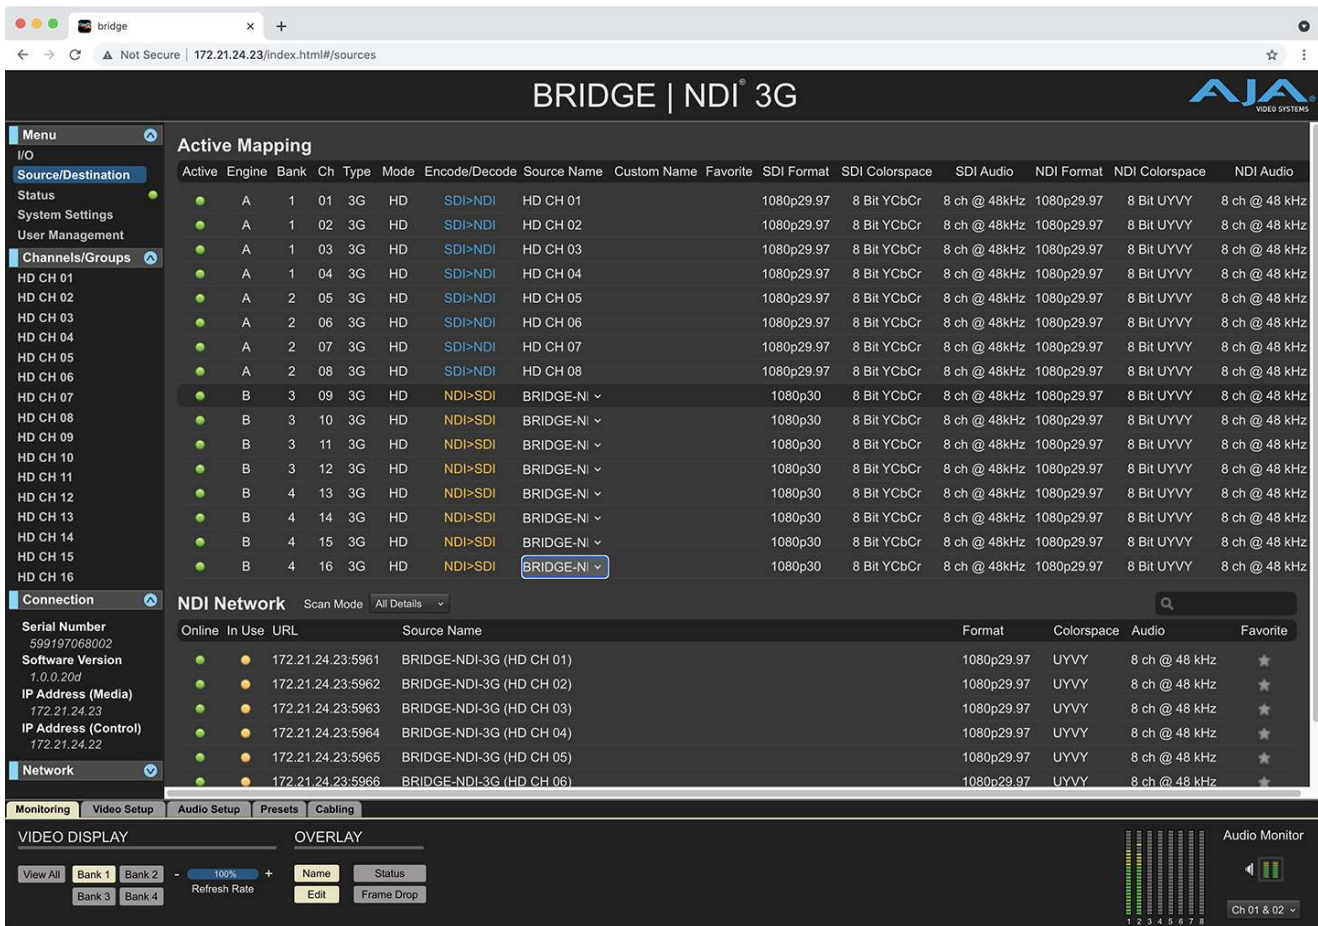 bridge × +
Not Secure | 172.21.24.23/index.html#/sources
BRIDGE | NDI® 3G
AJA®
VIDEO SYSTEMS
Menu
I/O
Source/Destination
Status
System Settings
User Management
Channels/Groups
HD CH 01
HD CH 02
HD CH 03
HD CH 04
HD CH 05
HD CH 06
HD CH 07
HD CH 08
HD CH 09
HD CH 10
HD CH 11
HD CH 12
HD CH 13
HD CH 14
HD CH 15
HD CH 16
Connection
Serial Number
599197068002
Software Version
1.0.0.20d
IP Address (Media)
172.21.24.23
IP Address (Control)
172.21.24.22
Network
Active Mapping
Active Engine Bank Ch Type Mode Encode/Decode Source Name Custom Name Favorite SDI Format SDI Colorspace SDI Audio NDI Format NDI Colorspace NDI Audio
A 1 01 3G HD SDI>NDI HD CH 01 1080p29.97 8 Bit YCbCr 8 ch @ 48kHz 1080p29.97 8 Bit UYVY 8 ch @ 48 kHz
A 1 02 3G HD SDI>NDI HD CH 02 1080p29.97 8 Bit YCbCr 8 ch @ 48kHz 1080p29.97 8 Bit UYVY 8 ch @ 48 kHz
A 1 03 3G HD SDI>NDI HD CH 03 1080p29.97 8 Bit YCbCr 8 ch @ 48kHz 1080p29.97 8 Bit UYVY 8 ch @ 48 kHz
A 1 04 3G HD SDI>NDI HD CH 04 1080p29.97 8 Bit YCbCr 8 ch @ 48kHz 1080p29.97 8 Bit UYVY 8 ch @ 48 kHz
A 2 05 3G HD SDI>NDI HD CH 05 1080p29.97 8 Bit YCbCr 8 ch @ 48kHz 1080p29.97 8 Bit UYVY 8 ch @ 48 kHz
A 2 06 3G HD SDI>NDI HD CH 06 1080p29.97 8 Bit YCbCr 8 ch @ 48kHz 1080p29.97 8 Bit UYVY 8 ch @ 48 kHz
A 2 07 3G HD SDI>NDI HD CH 07 1080p29.97 8 Bit YCbCr 8 ch @ 48kHz 1080p29.97 8 Bit UYVY 8 ch @ 48 kHz
A 2 08 3G HD SDI>NDI HD CH 08 1080p29.97 8 Bit YCbCr 8 ch @ 48kHz 1080p29.97 8 Bit UYVY 8 ch @ 48 kHz
B 3 09 3G HD NDI>SDI BRIDGE-NI 1080p30 8 Bit YCbCr 8 ch @ 48kHz 1080p29.97 8 Bit UYVY 8 ch @ 48 kHz
B 3 10 3G HD NDI>SDI BRIDGE-NI 1080p30 8 Bit YCbCr 8 ch @ 48kHz 1080p29.97 8 Bit UYVY 8 ch @ 48 kHz
B 3 11 3G HD NDI>SDI BRIDGE-NI 1080p30 8 Bit YCbCr 8 ch @ 48kHz 1080p29.97 8 Bit UYVY 8 ch @ 48 kHz
B 3 12 3G HD NDI>SDI BRIDGE-NI 1080p30 8 Bit YCbCr 8 ch @ 48kHz 1080p29.97 8 Bit UYVY 8 ch @ 48 kHz
B 4 13 3G HD NDI>SDI BRIDGE-NI 1080p30 8 Bit YCbCr 8 ch @ 48kHz 1080p29.97 8 Bit UYVY 8 ch @ 48 kHz
B 4 14 3G HD NDI>SDI BRIDGE-NI 1080p30 8 Bit YCbCr 8 ch @ 48kHz 1080p29.97 8 Bit UYVY 8 ch @ 48 kHz
B 4 15 3G HD NDI>SDI BRIDGE-NI 1080p30 8 Bit YCbCr 8 ch @ 48kHz 1080p29.97 8 Bit UYVY 8 ch @ 48 kHz
B 4 16 3G HD NDI>SDI BRIDGE-NI 1080p30 8 Bit YCbCr 8 ch @ 48kHz 1080p29.97 8 Bit UYVY 8 ch @ 48 kHz
NDI Network Scan Mode All Details
Online In Use URL Source Name Format Colorspace Audio Favorite
172.21.24.23:5961 BRIDGE-NDI-3G (HD CH 01) 1080p29.97 UYVY 8 ch @ 48 kHz
172.21.24.23:5962 BRIDGE-NDI-3G (HD CH 02) 1080p29.97 UYVY 8 ch @ 48 kHz
172.21.24.23:5963 BRIDGE-NDI-3G (HD CH 03) 1080p29.97 UYVY 8 ch @ 48 kHz
172.21.24.23:5964 BRIDGE-NDI-3G (HD CH 04) 1080p29.97 UYVY 8 ch @ 48 kHz
172.21.24.23:5965 BRIDGE-NDI-3G (HD CH 05) 1080p29.97 UYVY 8 ch @ 48 kHz
172.21.24.23:5966 BRIDGE-NDI-3G (HD CH 06) 1080p29.97 UYVY 8 ch @ 48 kHz
Monitoring Video Setup Audio Setup Presets Cabling
VIDEO DISPLAY
View All Bank 1 Bank 2 - 100% +
Bank 3 Bank 4 Refresh Rate
OVERLAY
Name Status
Edit Frame Drop
1 2 3 4 5 6 7 8
Audio Monitor
Ch 01 & 02